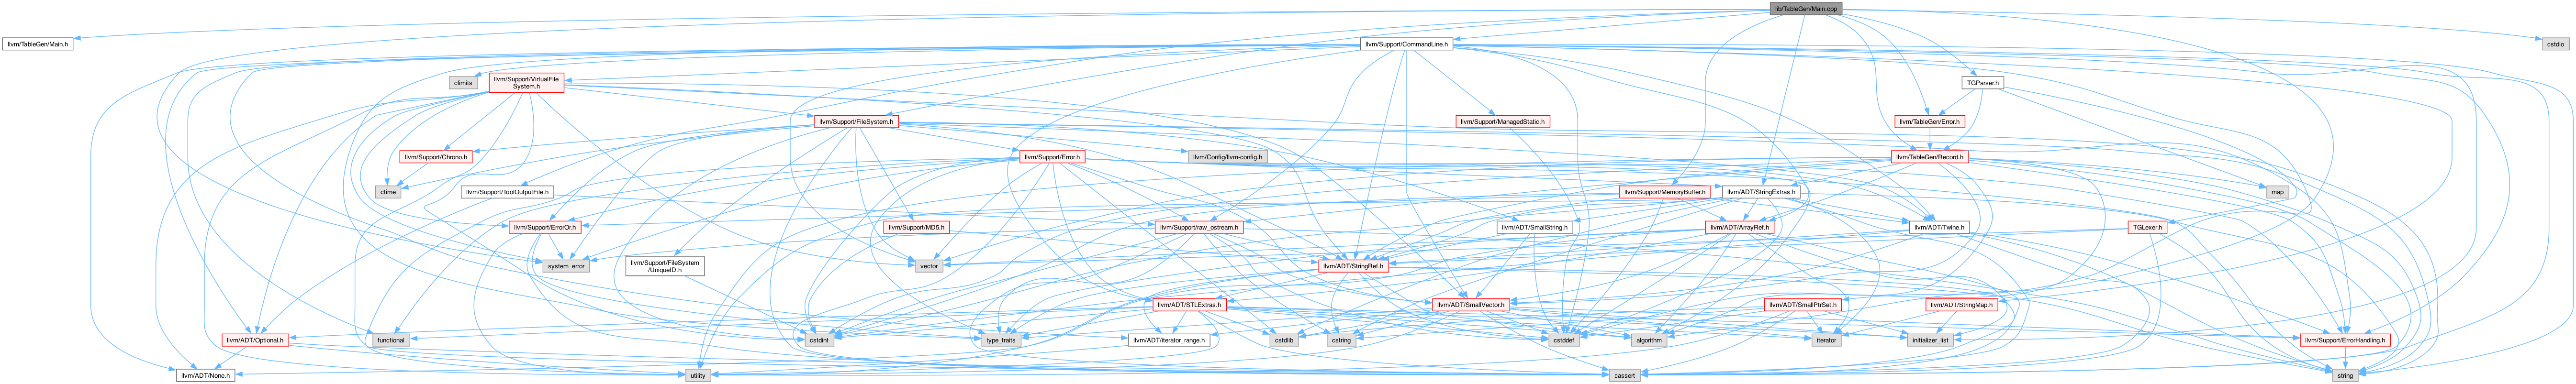 lib/TableGen/Main.cpp
llvm/TableGen/Main.h
llvm/Support/CommandLine.h
cstdio
climits
llvm/Support/VirtualFile
System.h
TGParser.h
llvm/Support/FileSystem.h
llvm/Support/ManagedStatic.h
llvm/TableGen/Error.h
llvm/Support/Chrono.h
llvm/Support/Error.h
llvm/Config/llvm-config.h
llvm/TableGen/Record.h
ctime
llvm/Support/ToolOutputFile.h
llvm/Support/MemoryBuffer.h
llvm/ADT/StringExtras.h
map
llvm/Support/ErrorOr.h
llvm/Support/MD5.h
llvm/Support/raw_ostream.h
llvm/ADT/SmallString.h
llvm/ADT/ArrayRef.h
llvm/ADT/Twine.h
TGLexer.h
system_error
llvm/Support/FileSystem
/UniqueID.h
vector
llvm/ADT/StringRef.h
llvm/ADT/STLExtras.h
llvm/ADT/SmallVector.h
llvm/ADT/SmallPtrSet.h
llvm/ADT/StringMap.h
llvm/ADT/Optional.h
functional
cstdint
type_traits
llvm/ADT/iterator_range.h
cstdlib
cstring
cstddef
algorithm
iterator
initializer_list
llvm/Support/ErrorHandling.h
llvm/ADT/None.h
utility
cassert
string